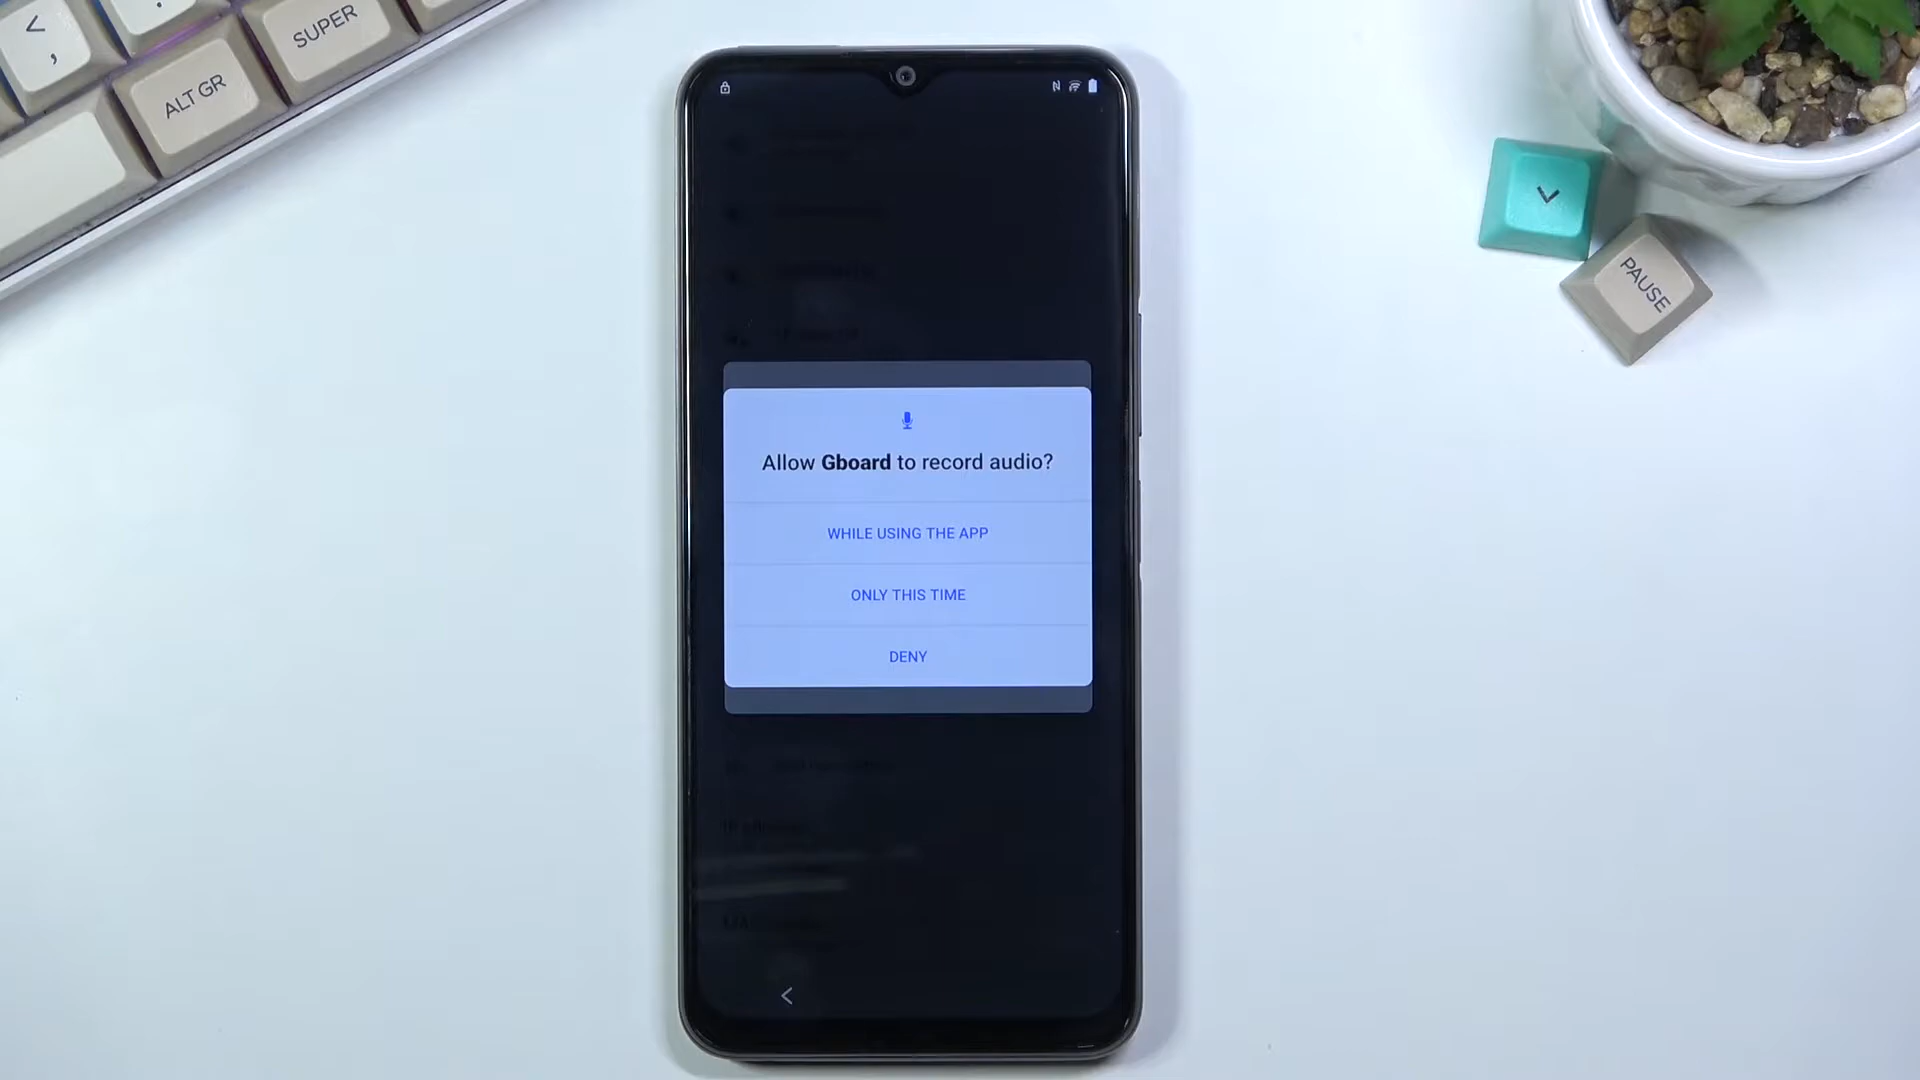 <
,
ALT GR
SUPER
PAUSE
Allow Gboard to record audio?
WHILE USING THE APP
ONLY THIS TIME
DENY